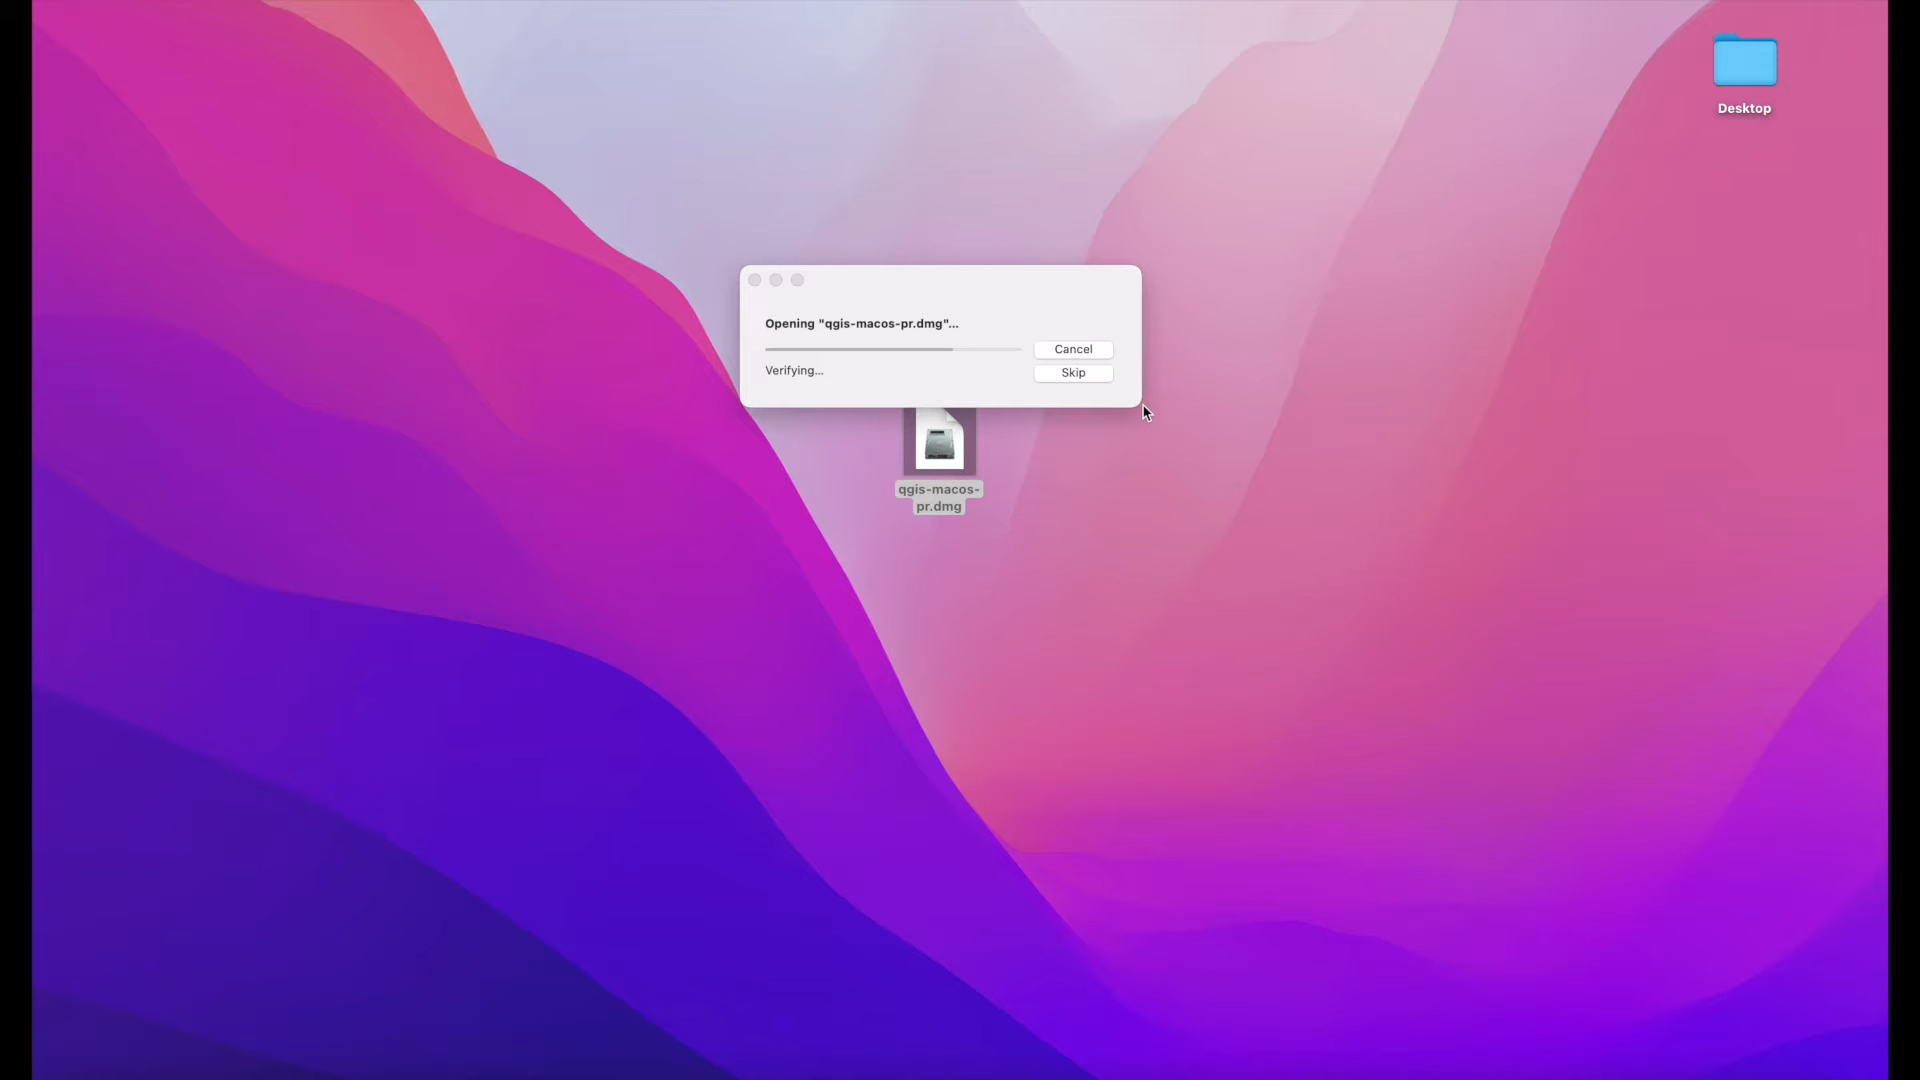 Desktop
Opening "qgis-macos-pr.dmg"...
Cancel
Verifying...
Skip
qgis-macos-
pr.dmg